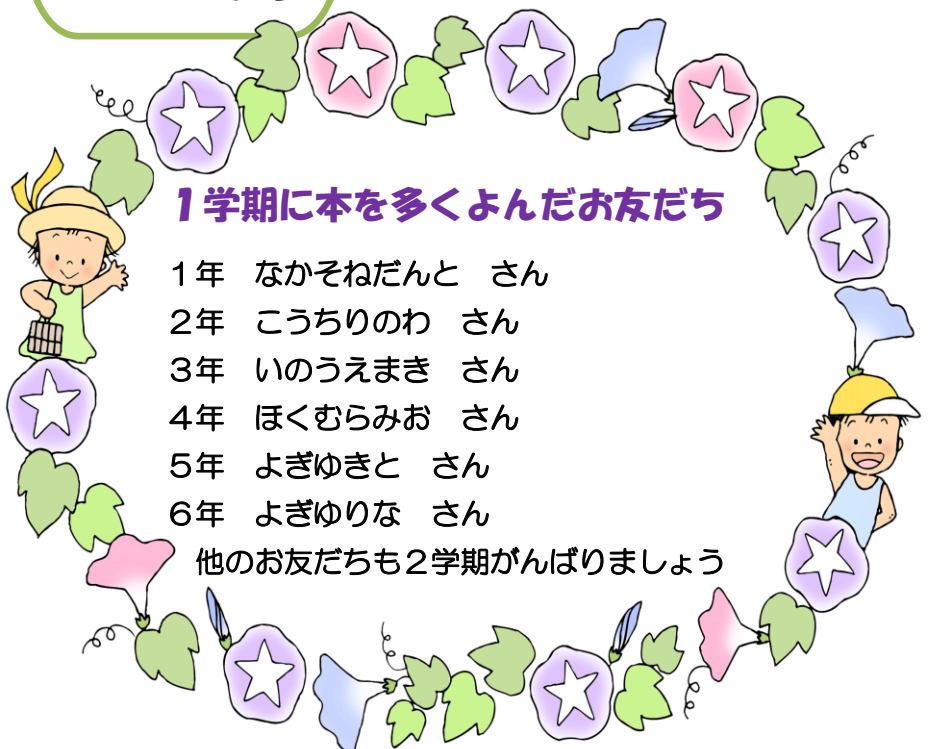 1学期に本を多くよんだお友だち
1年　なかそねだんと　さん
2年　こうちりのわ　さん
3年　いのうえまき　さん
4年　ほくむらみお　さん
5年　よぎゆきと　さん
6年　よぎゆりな　さん
他のお友だちも2学期がんばりましょう